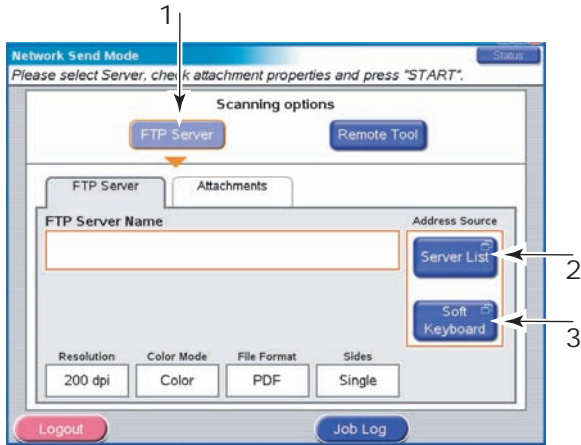 1
Network Send Mode
Status
Please select Server, check attachment properties and press "START".
Scanning options
FTP Server
Remote Tool
FTP Server
Attachments
FTP Server Name
Address Source
Server List
2
Soft
Keyboard
3
Resolution
Color Mode
File Format
Sides
200 dpi
Color
PDF
Single
Logout
Job Log